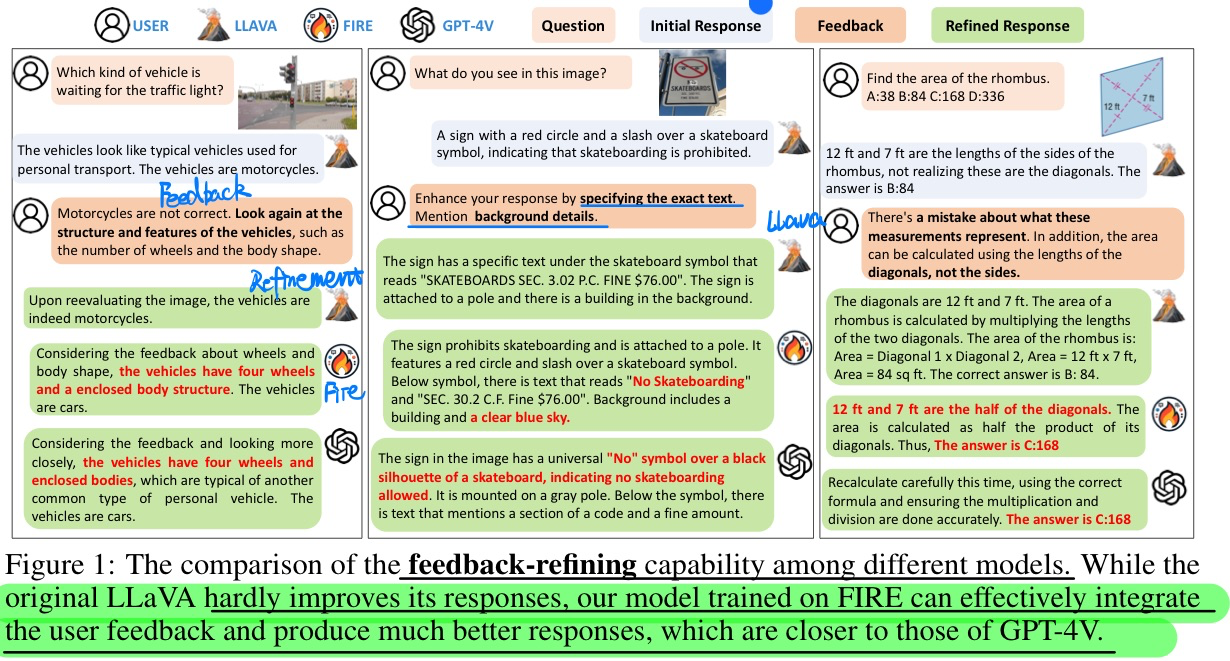 USER LLAVA FIRE GPT-4V Question Initial Response Feedback Refined Response
Which kind of vehicle is
waiting for the traffic light?
The vehicles look like typical vehicles used for
personal transport. The vehicles are motorcycles.
Feedback
Motorcycles are not correct. Look again at the
structure and features of the vehicles, such as
the number of wheels and the body shape.
Refinement
Upon reevaluating the image, the vehicles are
indeed motorcycles.
Considering the feedback about wheels and
body shape, the vehicles have four wheels
and a enclosed body structure. The vehicles
are cars.
Fire
Considering the feedback and looking more
closely, the vehicles have four wheels and
enclosed bodies, which are typical of another
common type of personal vehicle. The
vehicles are cars.
What do you see in this image?
SKATEBOARDS
A sign with a red circle and a slash over a skateboard
symbol, indicating that skateboarding is prohibited.
Enhance your response by specifying the exact text.
Mention background details.
Llava
The sign has a specific text under the skateboard symbol that
reads "SKATEBOARDS SEC. 3.02 P.C. FINE $76.00". The sign is
attached to a pole and there is a building in the background.
The sign prohibits skateboarding and is attached to a pole. It
features a red circle and slash over a skateboard symbol.
Below symbol, there is text that reads "No Skateboarding"
and "SEC. 30.2 C.F. Fine $76.00". Background includes a
building and a clear blue sky.
The sign in the image has a universal "No" symbol over a black
silhouette of a skateboard, indicating no skateboarding
allowed. It is mounted on a gray pole. Below the symbol, there
is text that mentions a section of a code and a fine amount.
Find the area of the rhombus.
A:38 B:84 C:168 D:336
12 ft 7 ft
12 ft and 7 ft are the lengths of the sides of the
rhombus, not realizing these are the diagonals. The
answer is B:84
There's a mistake about what these
measurements represent. In addition, the area
can be calculated using the lengths of the
diagonals, not the sides.
The diagonals are 12 ft and 7 ft. The area of a
rhombus is calculated by multiplying the lengths
of the two diagonals. The area of the rhombus is:
Area = Diagonal 1 x Diagonal 2, Area = 12 ft x 7 ft,
Area = 84 sq ft. The correct answer is B: 84.
12 ft and 7 ft are the half of the diagonals. The
area is calculated as half the product of its
diagonals. Thus, The answer is C:168
Recalculate carefully this time, using the correct
formula and ensuring the multiplication and
division are done accurately. The answer is C:168
Figure 1: The comparison of the feedback-refining capability among different models. While the
original LLaVA hardly improves its responses, our model trained on FIRE can effectively integrate
the user feedback and produce much better responses, which are closer to those of GPT-4V.